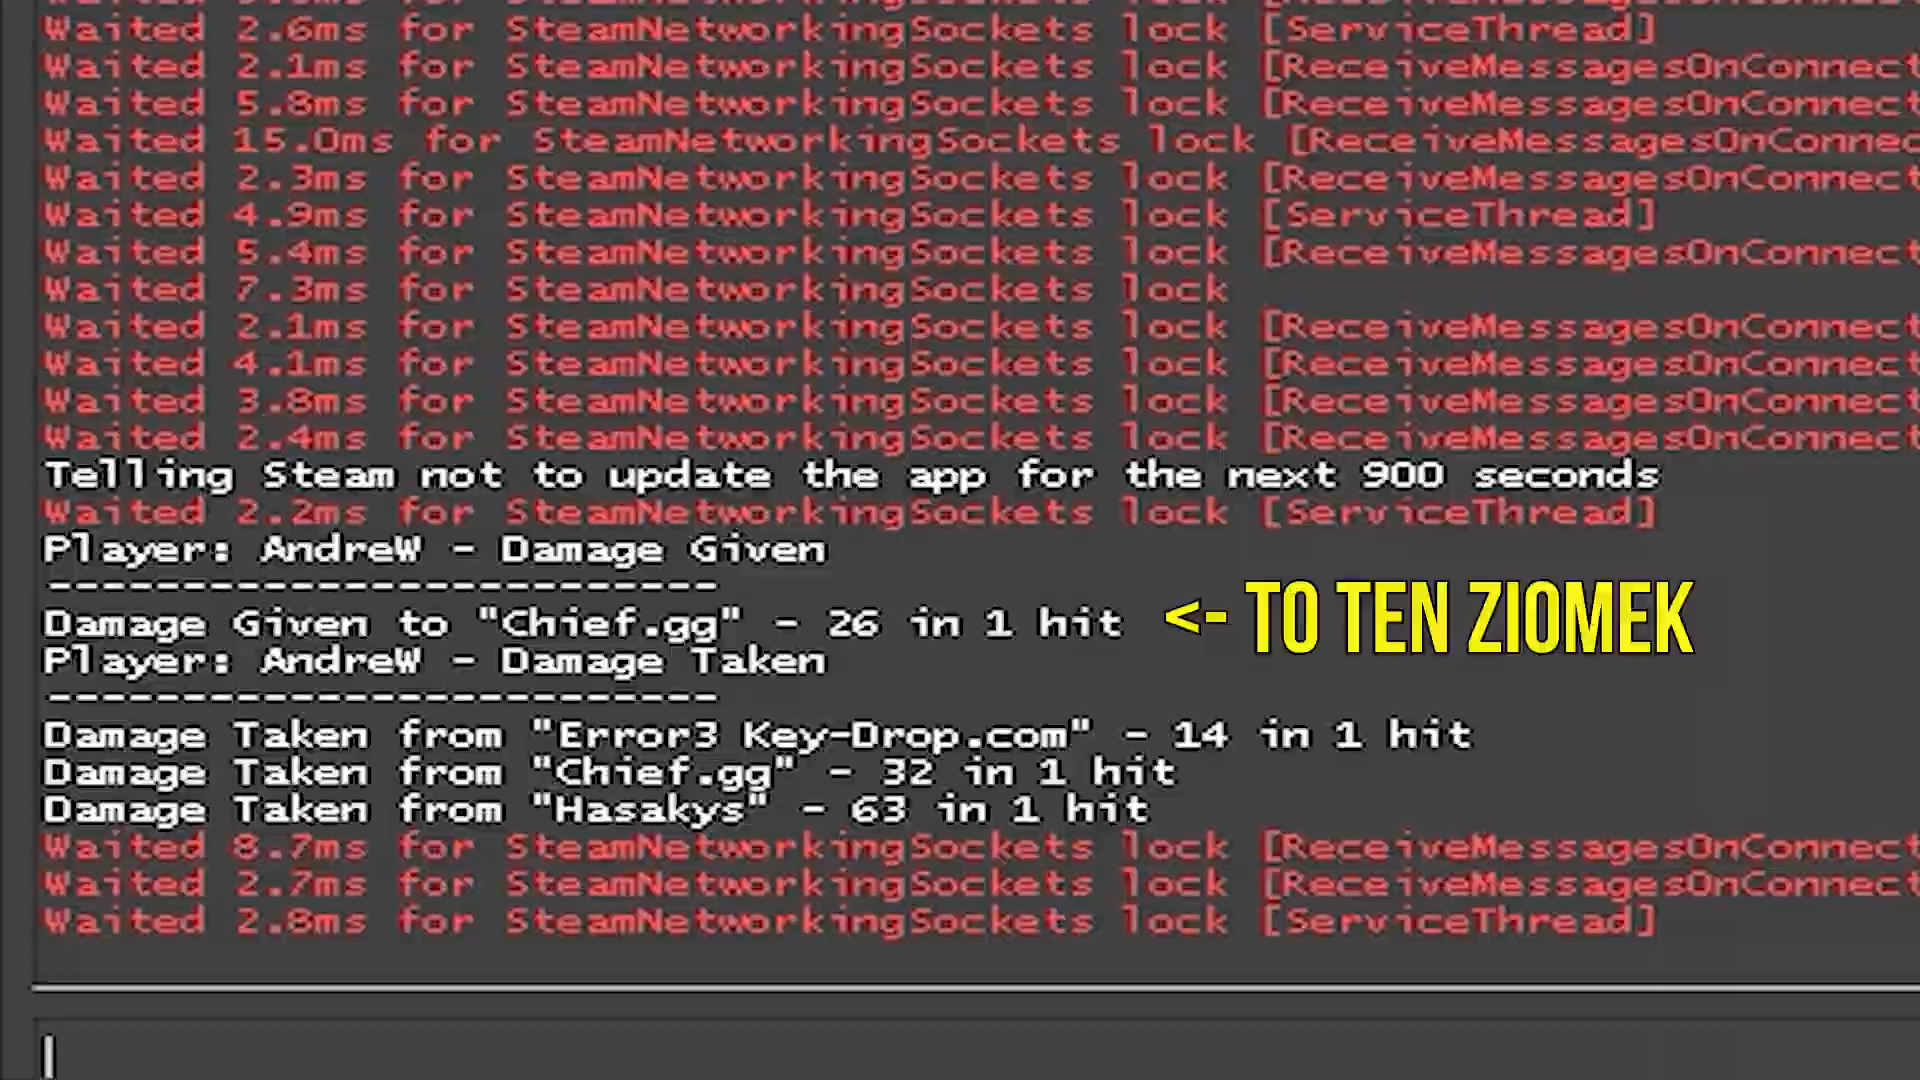 Waited 2.6ms for SteamNetworkingSockets lock [ServiceThread]
Waited 2.1ms for SteamNetworkingSockets lock [ReceiveMessagesOnConnect
Waited 5.8ms for SteamNetworkingSockets lock [ReceiveMessagesOnConnect
Waited 15.0ms for SteamNetworkingSockets lock [ReceiveMessagesOnConnec
Waited 2.3ms for SteamNetworkingSockets lock [ReceiveMessagesOnConnect
Waited 4.9ms for SteamNetworkingSockets lock [ServiceThread]
Waited 5.4ms for SteamNetworkingSockets lock [ReceiveMessagesOnConnect
Waited 7.3ms for SteamNetworkingSockets lock
Waited 2.1ms for SteamNetworkingSockets lock [ReceiveMessagesOnConnect
Waited 4.1ms for SteamNetworkingSockets lock [ReceiveMessagesOnConnect
Waited 3.8ms for SteamNetworkingSockets lock [ReceiveMessagesOnConnect
Waited 2.4ms for SteamNetworkingSockets lock [ReceiveMessagesOnConnect
Telling Steam not to update the app for the next 900 seconds
Waited 2.2ms for SteamNetworkingSockets lock [ServiceThread]
Player: AndreW - Damage Given
-------------------------
Damage Given to "Chief.gg" - 26 in 1 hit
<- TO TEN ZIOMEK
Player: AndreW - Damage Taken
-------------------------
Damage Taken from "Error3 Key-Drop.com" - 14 in 1 hit
Damage Taken from "Chief.gg" - 32 in 1 hit
Damage Taken from "Hasakys" - 63 in 1 hit
Waited 8.7ms for SteamNetworkingSockets lock [ReceiveMessagesOnConnect
Waited 2.7ms for SteamNetworkingSockets lock [ReceiveMessagesOnConnect
Waited 2.8ms for SteamNetworkingSockets lock [ServiceThread]